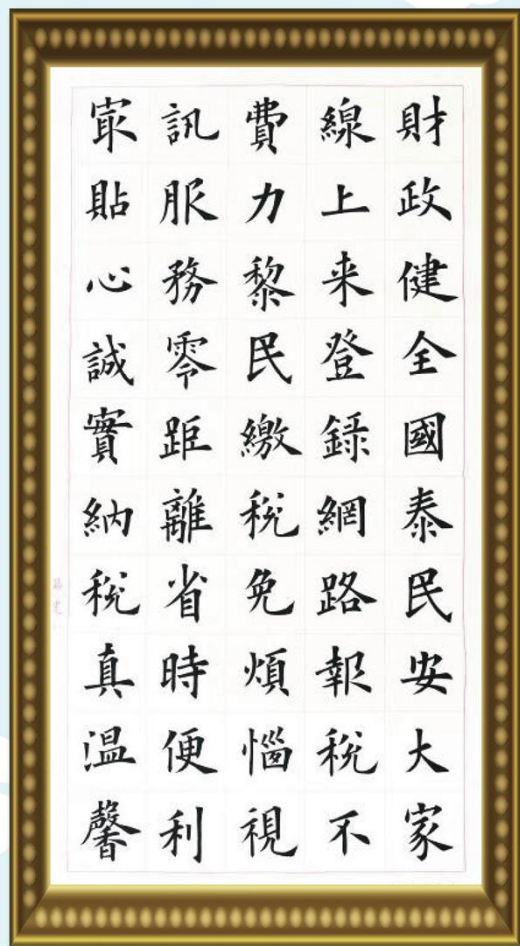 財政健全國泰民安大家
線上来登錄網路報稅不
費力黎民繳稅免煩惱視
訊服務零距離省時便利
冣貼心誠實納稅真温馨